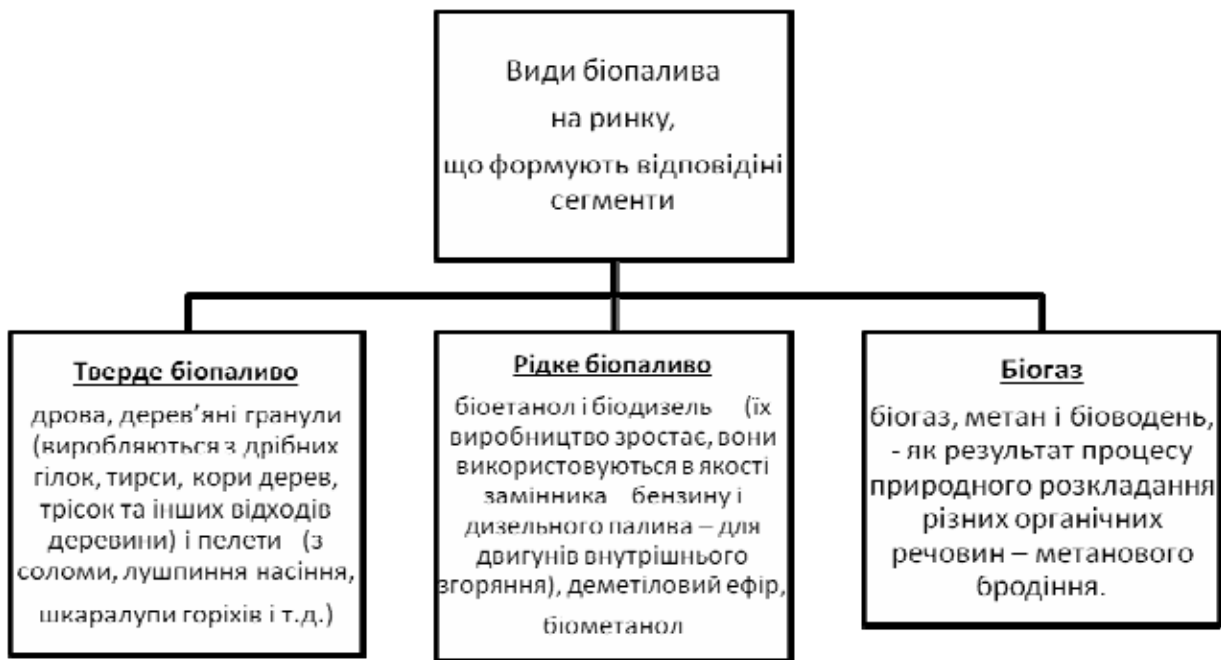 Види біопалива
на ринку,
що формують відповідіні
сегменти
Тверде біопаливо
дрова, дерев’яні гранули
(виробляються з дрібних
гілок, тирси, кори дерев,
трісок та інших відходів
деревини) і пелети (з
соломи, лушпиння насіння,
шкаралупи горіхів і т.д.)
Рідке біопаливо
біоетанол і біодизель (їх
виробництво зростає, вони
використовуються в якості
замінника бензину і
дизельного палива – для
двигунів внутрішнього
згоряння), деметіловий ефір,
біометанол
Біогаз
біогаз, метан і біоводень,
- як результат процесу
природного розкладання
різних органічних
речовин – метанового
бродіння.